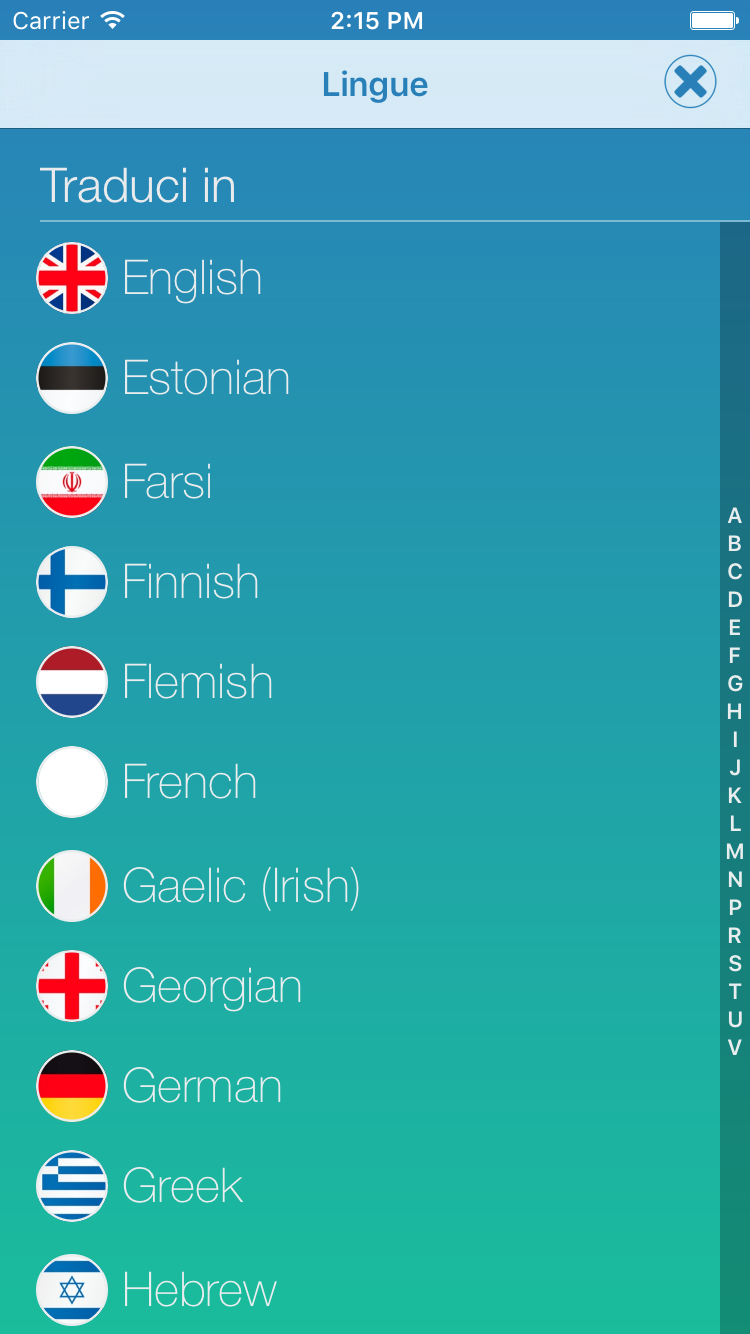 Carrier 2:15 PM
Lingue
Traduci in
English
Estonian
Farsi
Finnish
Flemish
French
Gaelic (Irish)
Georgian
German
Greek
Hebrew
A
B
C
D
E
F
G
H
I
J
K
L
M
N
P
R
S
T
U
V